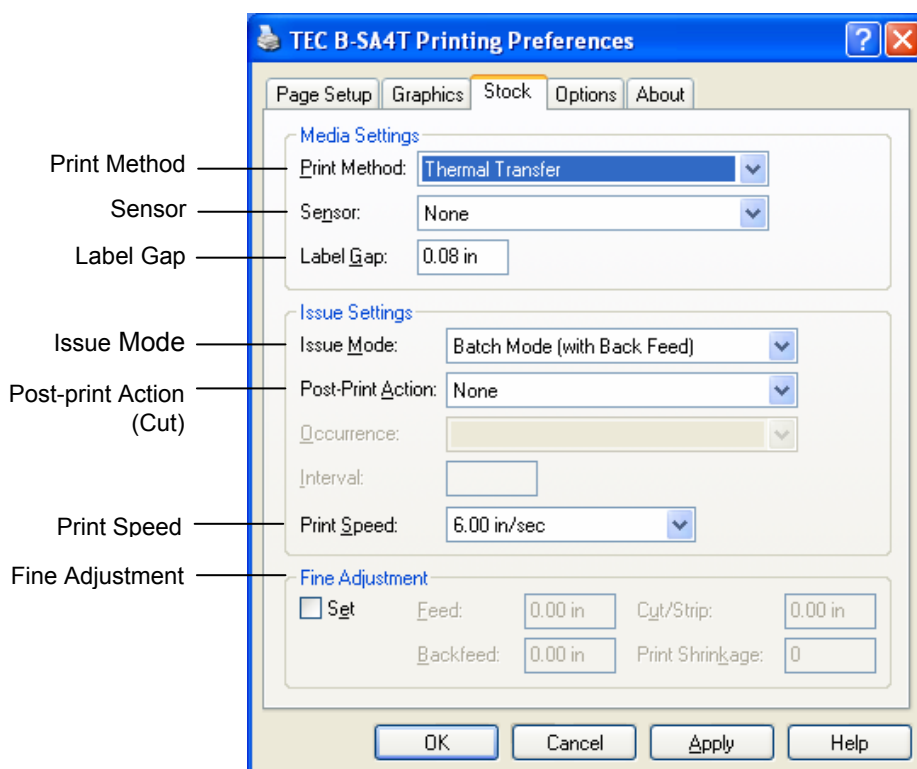 TEC B-SA4T Printing Preferences
Page Setup Graphics Stock Options About
Media Settings
Print Method Print Method: Thermal Transfer
Sensor Sensor: None
Label Gap Label Gap: 0.08 in
Issue Settings
Issue Mode Issue Mode: Batch Mode (with Back Feed)
Post-print Action (Cut) Post-Print Action: None
Occurrence:
Interval:
Print Speed Print Speed: 6.00 in/sec
Fine Adjustment Fine Adjustment
Set Feed: 0.00 in Cut/Strip: 0.00 in
Backfeed: 0.00 in Print Shrinkage: 0
OK Cancel Apply Help